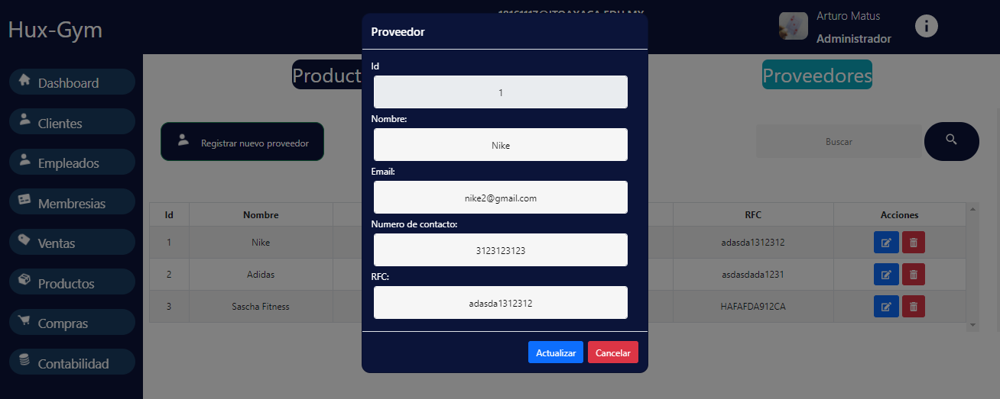 Hux-Gym
Arturo Matus
Administrador
Dashboard
Clientes
Empleados
Membresias
Ventas
Productos
Compras
Contabilidad
Proveedores
Registrar nuevo proveedor
Buscar
Id Nombre RFC Acciones
1 Nike adasda1312312
2 Adidas asdasdada1231
3 Sascha Fitness HAFAFDA912CA
Proveedor
Id
1
Nombre:
Nike
Email:
nike2@gmail.com
Numero de contacto:
3123123123
RFC:
adasda1312312
Actualizar Cancelar